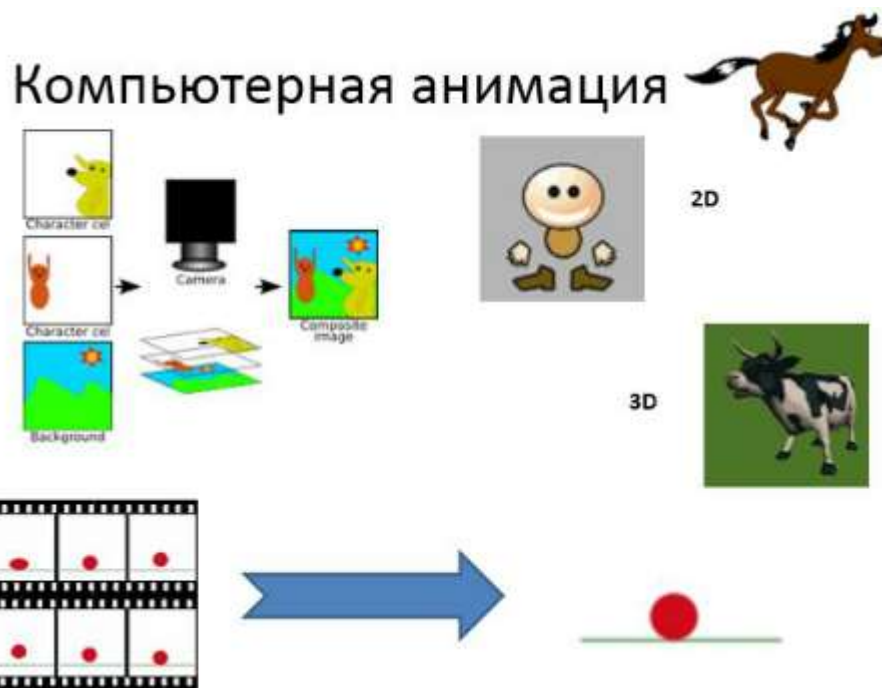 Компьютерная анимация
Character cel
Character cel
Background
Camera
Composite
image
2D
3D